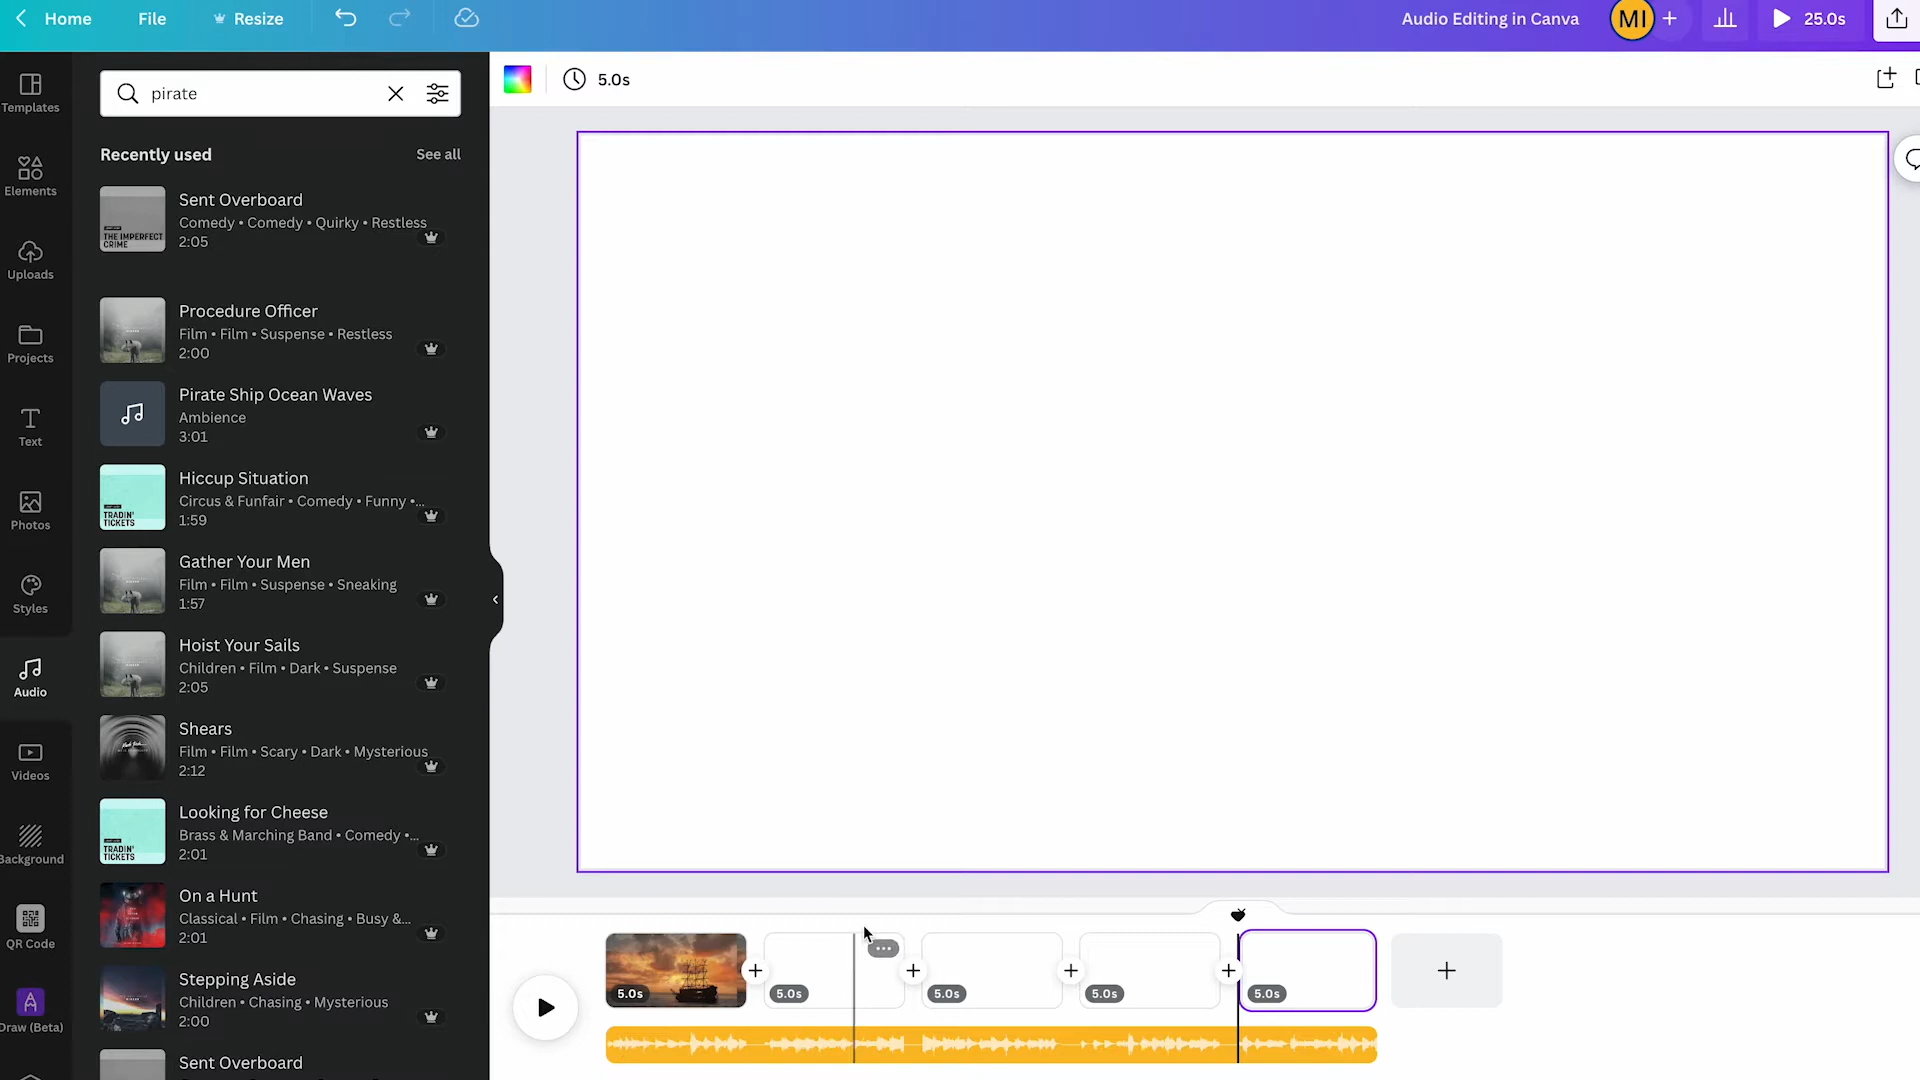 Home
File
Resize
Audio Editing in Canva
MI
25.0s
Templates
Elements
Uploads
Projects
Text
Photos
Styles
Audio
Videos
Background
QR Code
Draw (Beta)
pirate
Recently used
See all
THE IMPERFECT
CRIME
Sent Overboard
Comedy • Comedy • Quirky • Restless
2:05
Procedure Officer
Film • Film • Suspense • Restless
2:00
Pirate Ship Ocean Waves
Ambience
3:01
TRADIN'
TICKETS
Hiccup Situation
Circus & Funfair • Comedy • Funny •...
1:59
Gather Your Men
Film • Film • Suspense • Sneaking
1:57
Hoist Your Sails
Children • Film • Dark • Suspense
2:05
Shears
Film • Film • Scary • Dark • Mysterious
2:12
TRADIN'
TICKETS
Looking for Cheese
Brass & Marching Band • Comedy •...
2:01
On a Hunt
Classical • Film • Chasing • Busy &...
2:01
Stepping Aside
Children • Chasing • Mysterious
2:00
Sent Overboard
5.0s
5.0s
5.0s
5.0s
5.0s
5.0s